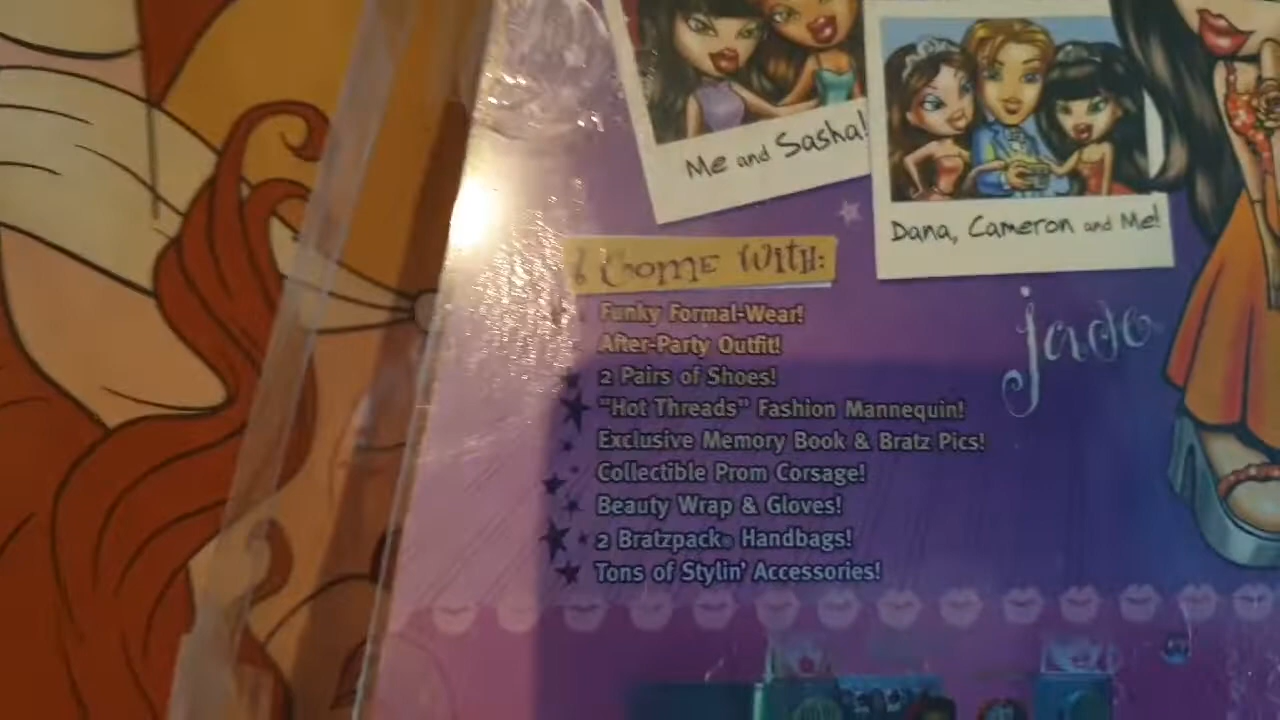 Me and Sasha!
Dana, Cameron and Me!
I Come With:
jade
Funky Formal-Wear!
After-Party Outfit!
2 Pairs of Shoes!
"Hot Threads" Fashion Mannequin!
Exclusive Memory Book & Bratz Pics!
Collectible Prom Corsage!
Beauty Wrap & Gloves!
2 Bratzpack® Handbags!
Tons of Stylin' Accessories!